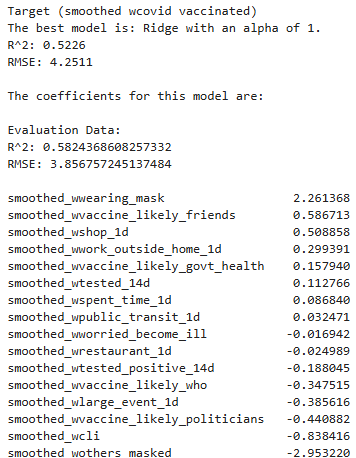 Target (smoothed wcovid vaccinated)
The best model is: Ridge with an alpha of 1.
R^2: 0.5226
RMSE: 4.2511
The coefficients for this model are:
Evaluation Data:
R^2: 0.5824368608257332
RMSE: 3.856757245137484
smoothed_wwearing_mask 2.261368
smoothed_wvaccine_likely_friends 0.586713
smoothed_wshop_1d 0.508858
smoothed_wwork_outside_home_1d 0.299391
smoothed_wvaccine_likely_govt_health 0.157940
smoothed_wtested_14d 0.112766
smoothed_wspent_time_1d 0.086840
smoothed_wpublic_transit_1d 0.032471
smoothed_wworried_become_ill -0.016942
smoothed_wrestaurant_1d -0.024989
smoothed_wtested_positive_14d -0.188045
smoothed_wvaccine_likely_who -0.347515
smoothed_wlarge_event_1d -0.385616
smoothed_wvaccine_likely_politicians -0.440882
smoothed_wcli -0.838416
smoothed_wothers_masked -2.953220